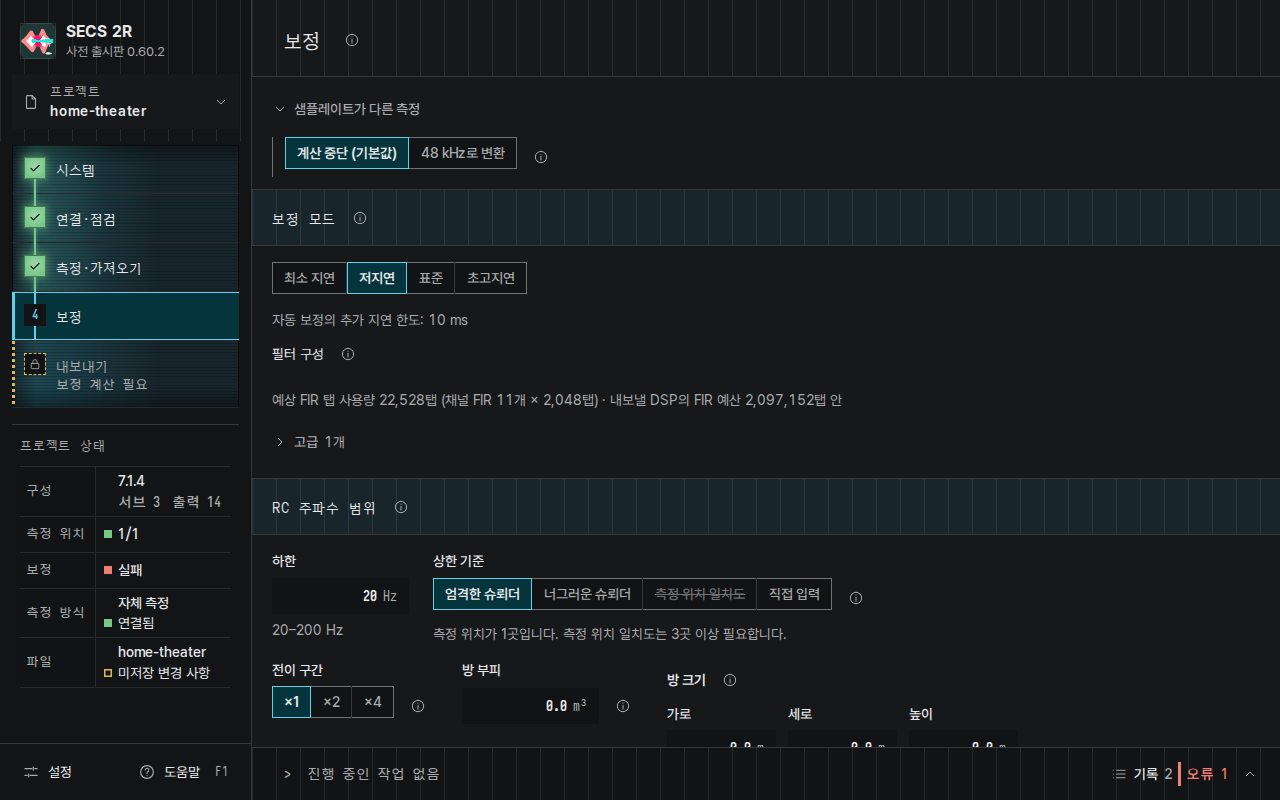 SECS 2R
사전 출시판 0.60.2
프로젝트
home-theater
시스템
연결·점검
측정·가져오기
4 보정
내보내기
보정 계산 필요
프로젝트 상태
구성
7.1.4
서브 3 출력 14
측정 위치 1/1
보정 실패
측정 방식
자체 측정
연결됨
파일
home-theater
미저장 변경 사항
설정
도움말 F1
보정
샘플레이트가 다른 측정
계산 중단 (기본값) 48 kHz로 변환
보정 모드
최소 지연 저지연 표준 초고지연
자동 보정의 추가 지연 한도: 10 ms
필터 구성
예상 FIR 탭 사용량 22,528탭 (채널 FIR 11개 × 2,048탭) · 내보낼 DSP의 FIR 예산 2,097,152탭 안
고급 1개
RC 주파수 범위
하한 상한 기준
20 Hz 엄격한 슈뢰더 너그러운 슈뢰더 측정 위치 일치도 직접 입력
20–200 Hz 측정 위치가 1곳입니다. 측정 위치 일치도는 3곳 이상 필요합니다.
전이 구간 방 부피 방 크기
×1 ×2 ×4 0.0 m³
가로 세로 높이
0.0 m 0.0 m 0.0 m
> 진행 중인 작업 없음
기록 2 오류 1